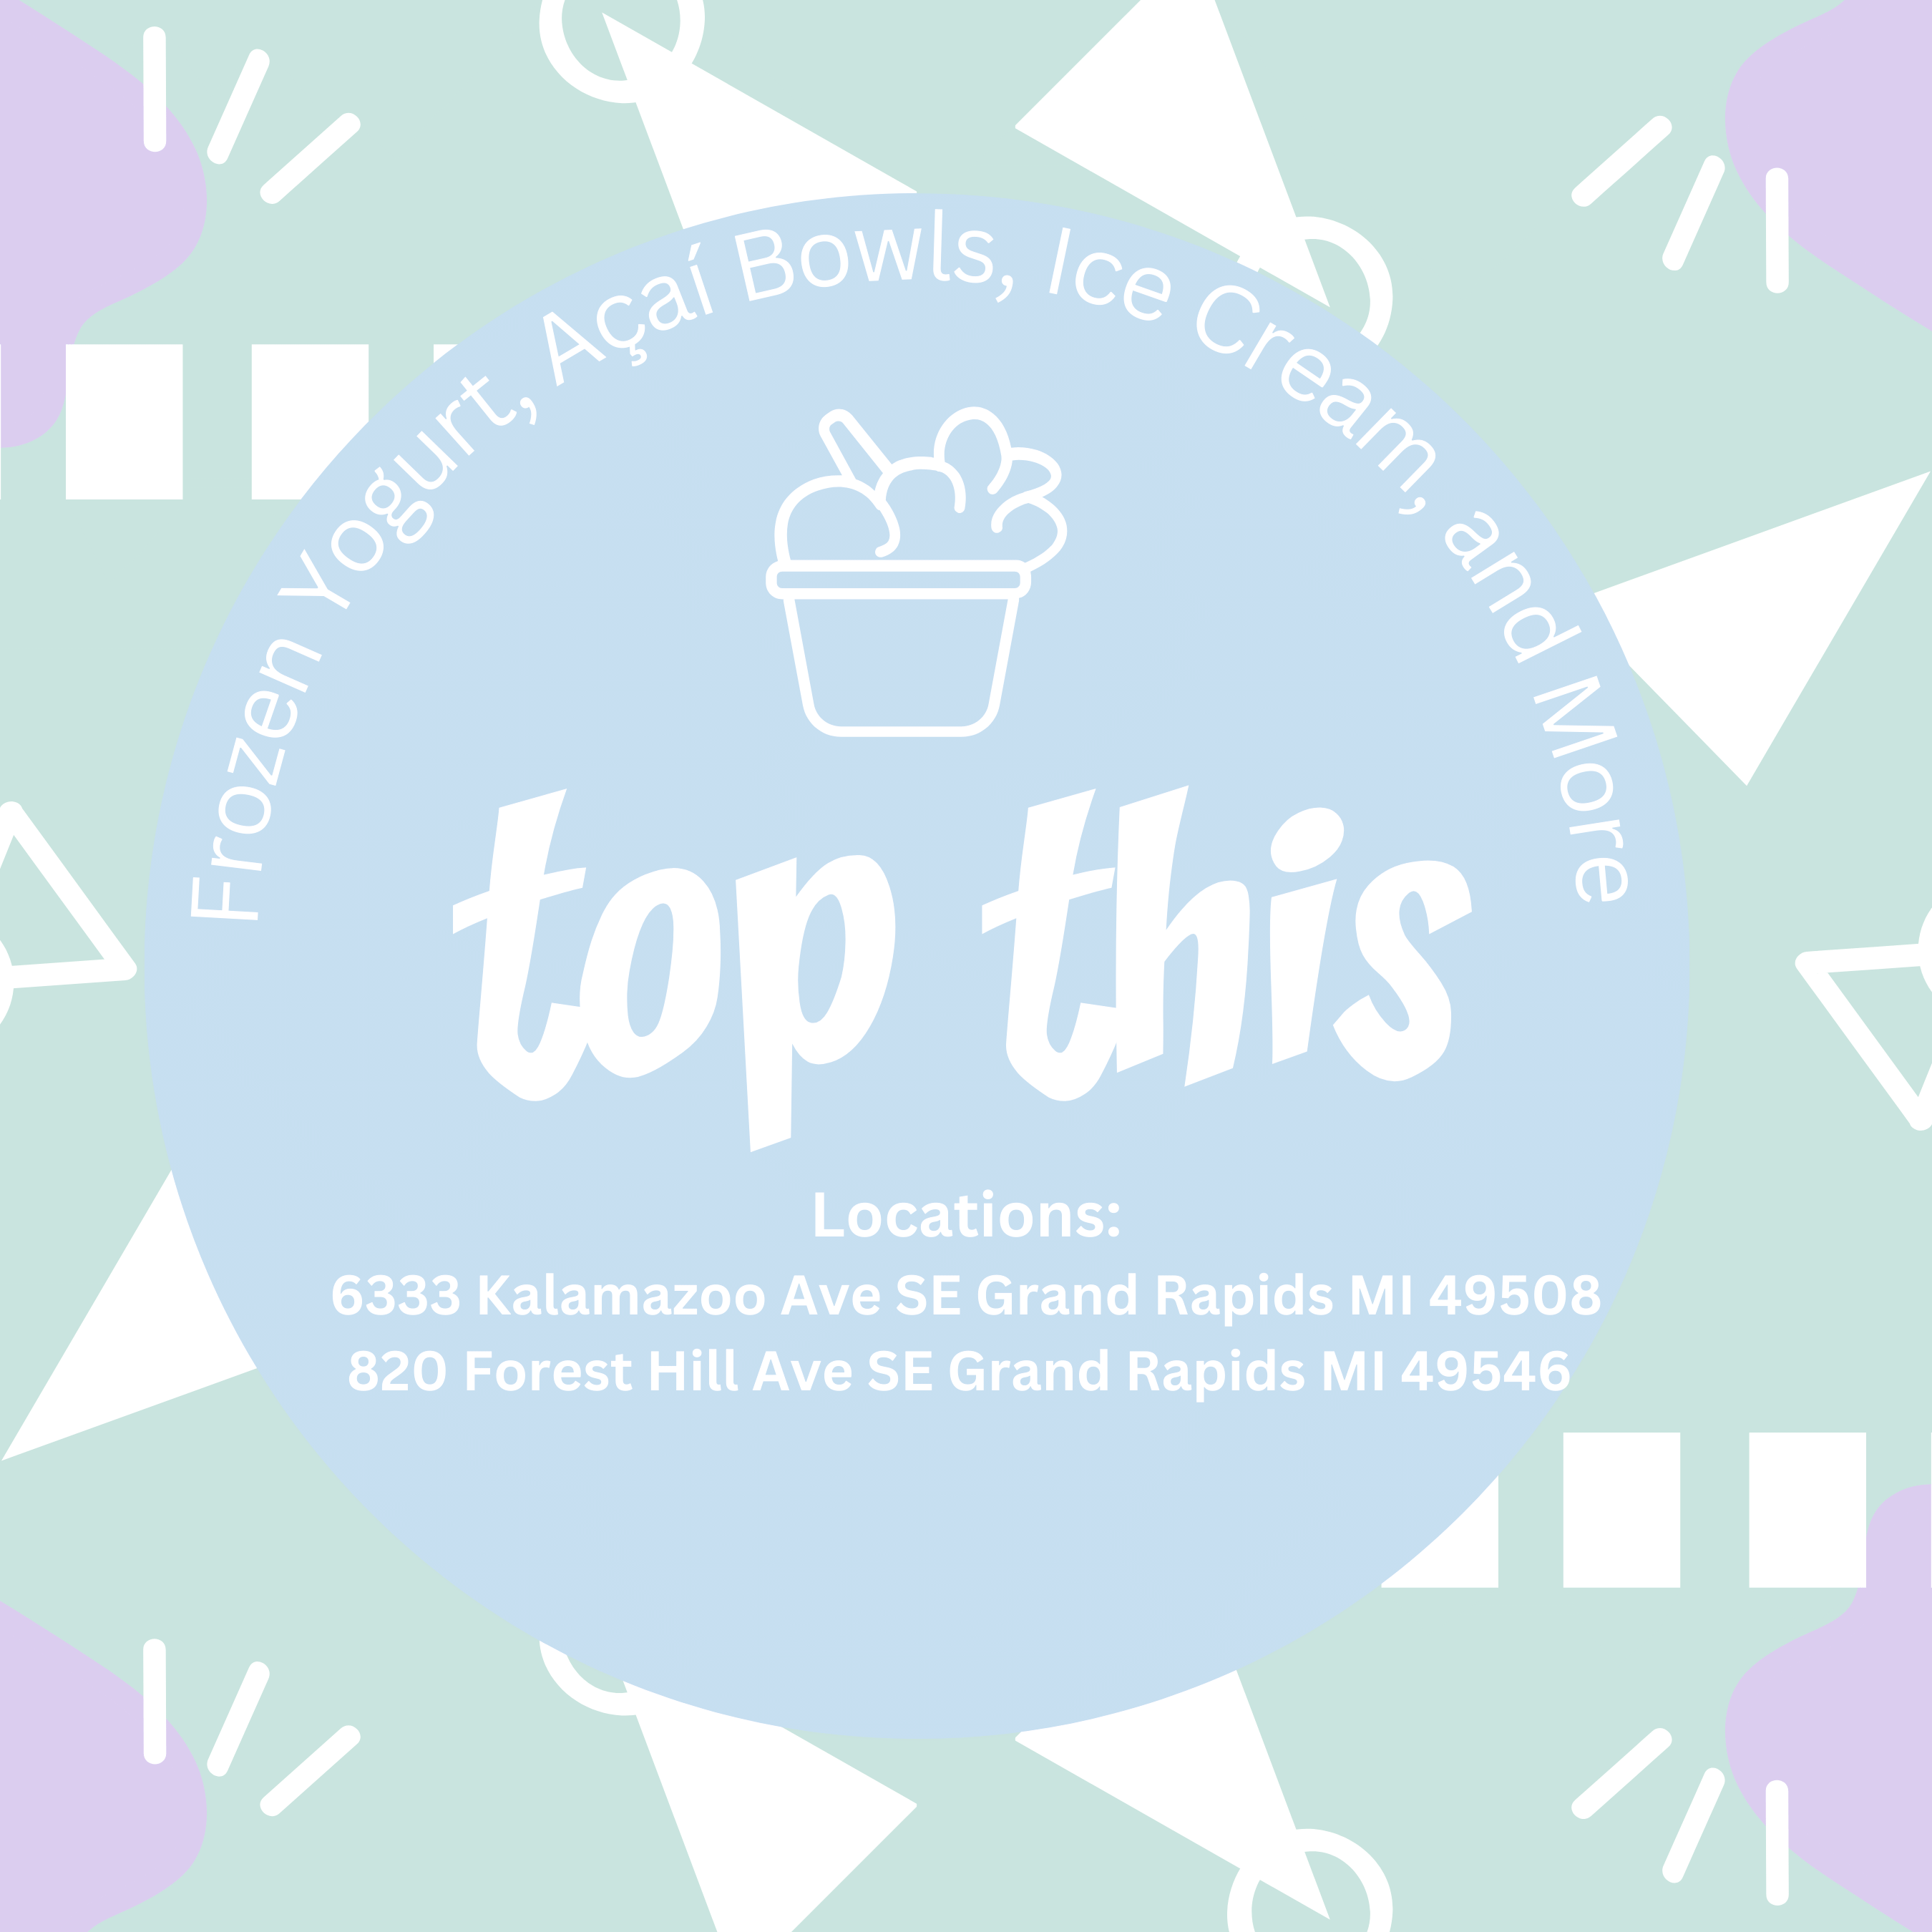 Frozen Yogurt, Açaí Bowls, Ice Cream, and More
top this
Locations:
6333 Kalamazoo Ave SE Grand Rapids MI 49508
820 Forest Hill Ave SE Grand Rapids MI 49546